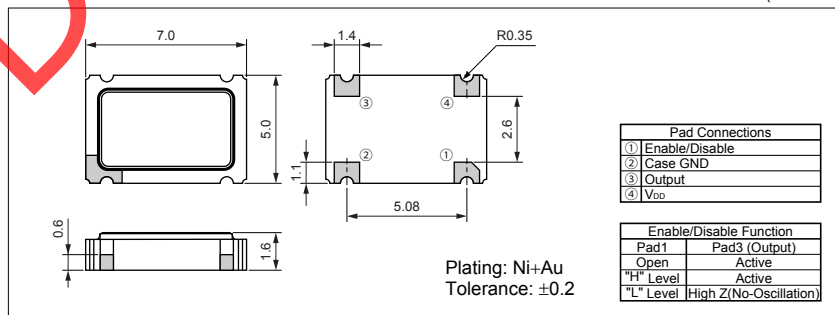 7.0
5.0
0.6
1.6
1.4
R0.35
③
④
②
①
2.6
1.1
5.08
Plating: Ni+Au
Tolerance: ±0.2
Pad Connections
① Enable/Disable
② Case GND
③ Output
④ VDD
Enable/Disable Function
Pad1 Pad3 (Output)
Open Active
"H" Level Active
"L" Level High Z(No-Oscillation)